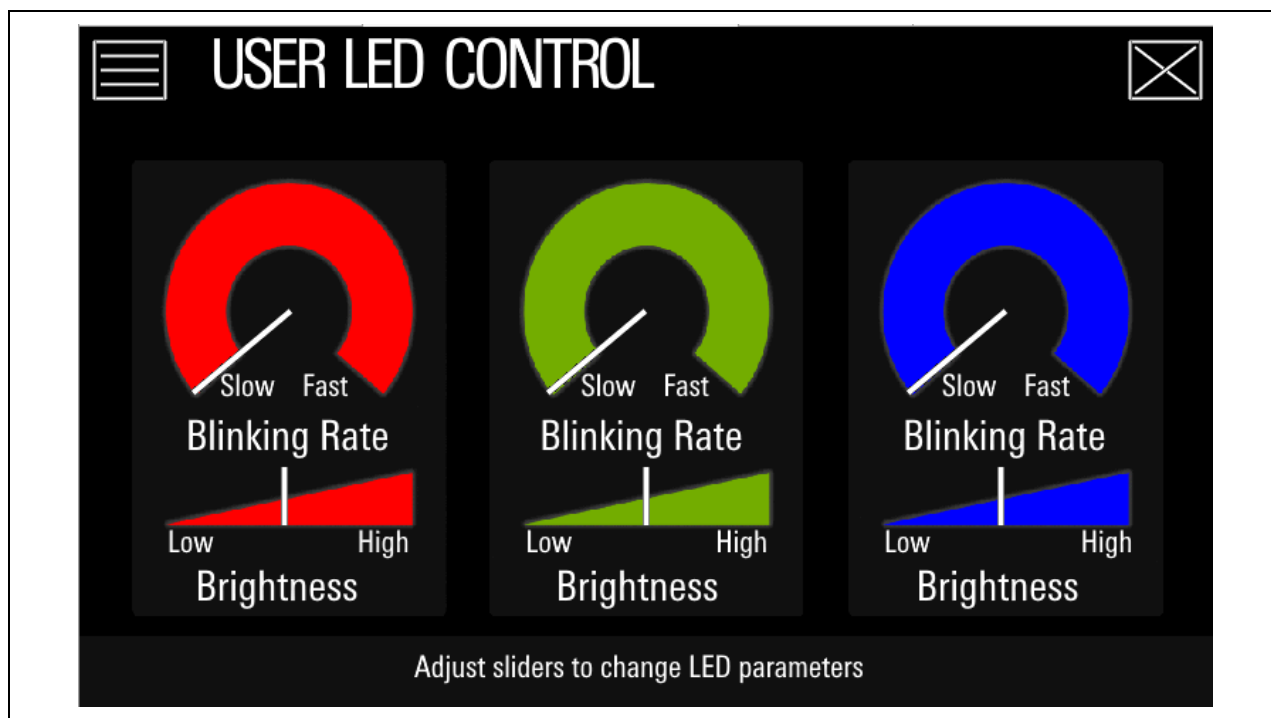 USER LED CONTROL
Slow Fast
Blinking Rate
Low High
Brightness
Slow Fast
Blinking Rate
Low High
Brightness
Slow Fast
Blinking Rate
Low High
Brightness
Adjust sliders to change LED parameters